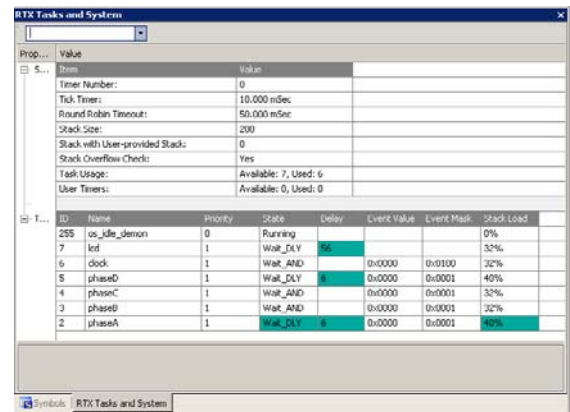 RTX Tasks and System
Prop... Value
S... Item Value
Timer Number: 0
Tick Timer: 10.000 mSec
Round Robin Timeout: 50.000 mSec
Stack Size: 200
Stack with User-provided Stack: 0
Stack Overflow Check: Yes
Task Usage: Available: 7, Used: 6
User Timers: Available: 0, Used: 0
T... ID Name Priority State Delay Event Value Event Mask Stack Load
255 os_idle_demon 0 Running 0%
7 lcd 1 Wait_DLY 56 32%
6 clock 1 Wait_AND 0x0000 0x0100 32%
5 phaseD 1 Wait_DLY 6 0x0000 0x0001 40%
4 phaseC 1 Wait_AND 0x0000 0x0001 32%
3 phaseB 1 Wait_AND 0x0000 0x0001 32%
2 phaseA 1 Wait_DLY 6 0x0000 0x0001 40%
Symbols RTX Tasks and System